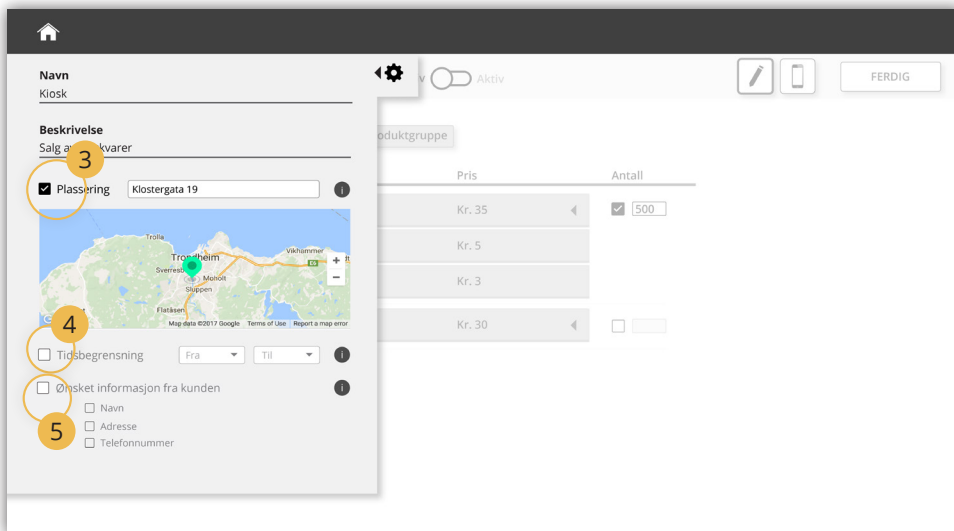 Navn
Kiosk
v Aktiv
FERDIG
Beskrivelse
Salg av kvarer
oduktgruppe
3
Plassering Klostergata 19 i
Pris Antall
Kr. 35 500
Kr. 5
Kr. 3
Kr. 30
Trolla
Trondheim
Vikhammer
E6
Sverresb
Moholt
Sluppen
Flatåsen
+
−
Map data ©2017 Google Terms of Use Report a map error
4
Tidsbegrensning Fra Til i
Ønsket informasjon fra kunden i
Navn
Adresse
Telefonnummer
5